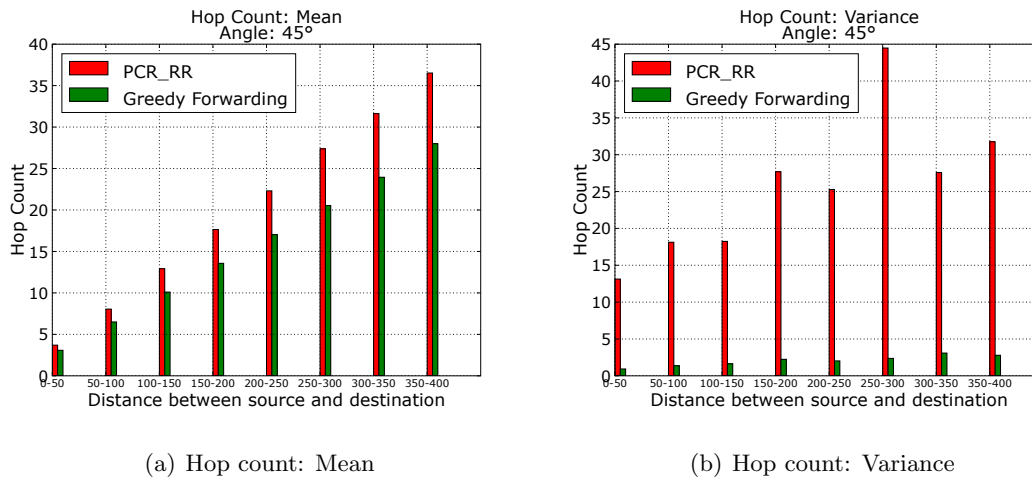 Hop Count: Mean
Angle: 45°
40
35
30
25
20
15
10
5
0
Hop Count
PCR_RR
Greedy Forwarding
0-50 50-100 100-150 150-200 200-250 250-300 300-350 350-400
Distance between source and destination
(a) Hop count: Mean
Hop Count: Variance
Angle: 45°
45
40
35
30
25
20
15
10
5
0
Hop Count
PCR_RR
Greedy Forwarding
0-50 50-100 100-150 150-200 200-250 250-300 300-350 350-400
Distance between source and destination
(b) Hop count: Variance